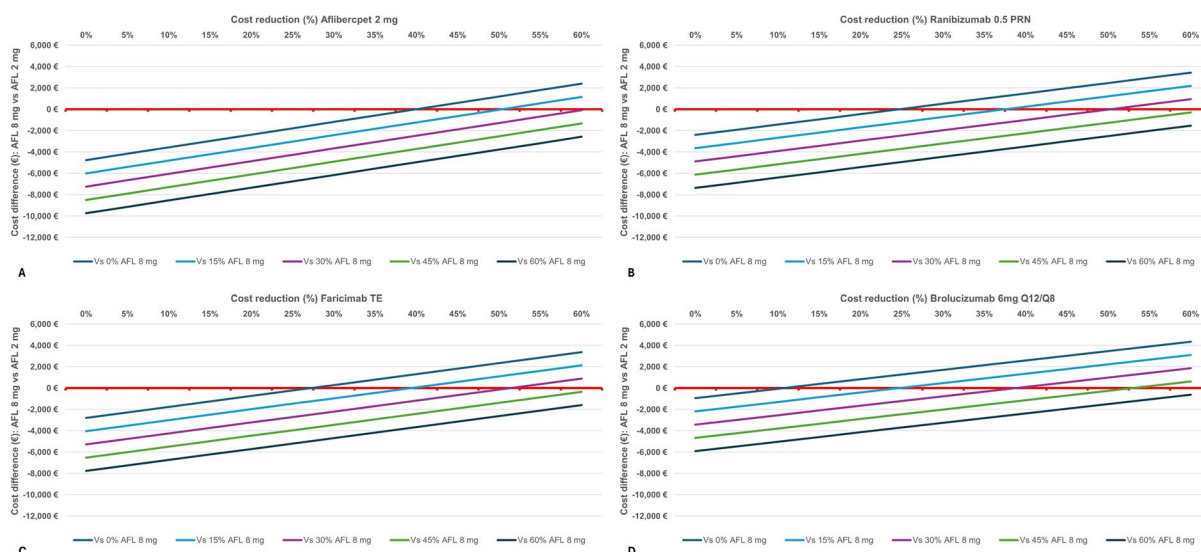 Cost reduction (%) Aflibercpet 2 mg
0% 5% 10% 15% 20% 25% 30% 35% 40% 45% 50% 55% 60%
Cost difference (€): AFL 8 mg vs AFL 2 mg
6,000 €
4,000 €
2,000 €
0 €
-2,000 €
-4,000 €
-6,000 €
-8,000 €
-10,000 €
-12,000 €
Vs 0% AFL 8 mg Vs 15% AFL 8 mg Vs 30% AFL 8 mg Vs 45% AFL 8 mg Vs 60% AFL 8 mg
A
Cost reduction (%) Ranibizumab 0.5 PRN
0% 5% 10% 15% 20% 25% 30% 35% 40% 45% 50% 55% 60%
Cost difference (€): AFL 8 mg vs AFL 2 mg
6,000 €
4,000 €
2,000 €
0 €
-2,000 €
-4,000 €
-6,000 €
-8,000 €
-10,000 €
-12,000 €
Vs 0% AFL 8 mg Vs 15% AFL 8 mg Vs 30% AFL 8 mg Vs 45% AFL 8 mg Vs 60% AFL 8 mg
B
Cost reduction (%) Faricimab TE
0% 5% 10% 15% 20% 25% 30% 35% 40% 45% 50% 55% 60%
Cost difference (€): AFL 8 mg vs AFL 2 mg
6,000 €
4,000 €
2,000 €
0 €
-2,000 €
-4,000 €
-6,000 €
-8,000 €
-10,000 €
-12,000 €
Vs 0% AFL 8 mg Vs 15% AFL 8 mg Vs 30% AFL 8 mg Vs 45% AFL 8 mg Vs 60% AFL 8 mg
C
Cost reduction (%) Brolucizumab 6mg Q12/Q8
0% 5% 10% 15% 20% 25% 30% 35% 40% 45% 50% 55% 60%
Cost difference (€): AFL 8 mg vs AFL 2 mg
6,000 €
4,000 €
2,000 €
0 €
-2,000 €
-4,000 €
-6,000 €
-8,000 €
-10,000 €
-12,000 €
Vs 0% AFL 8 mg Vs 15% AFL 8 mg Vs 30% AFL 8 mg Vs 45% AFL 8 mg Vs 60% AFL 8 mg
D